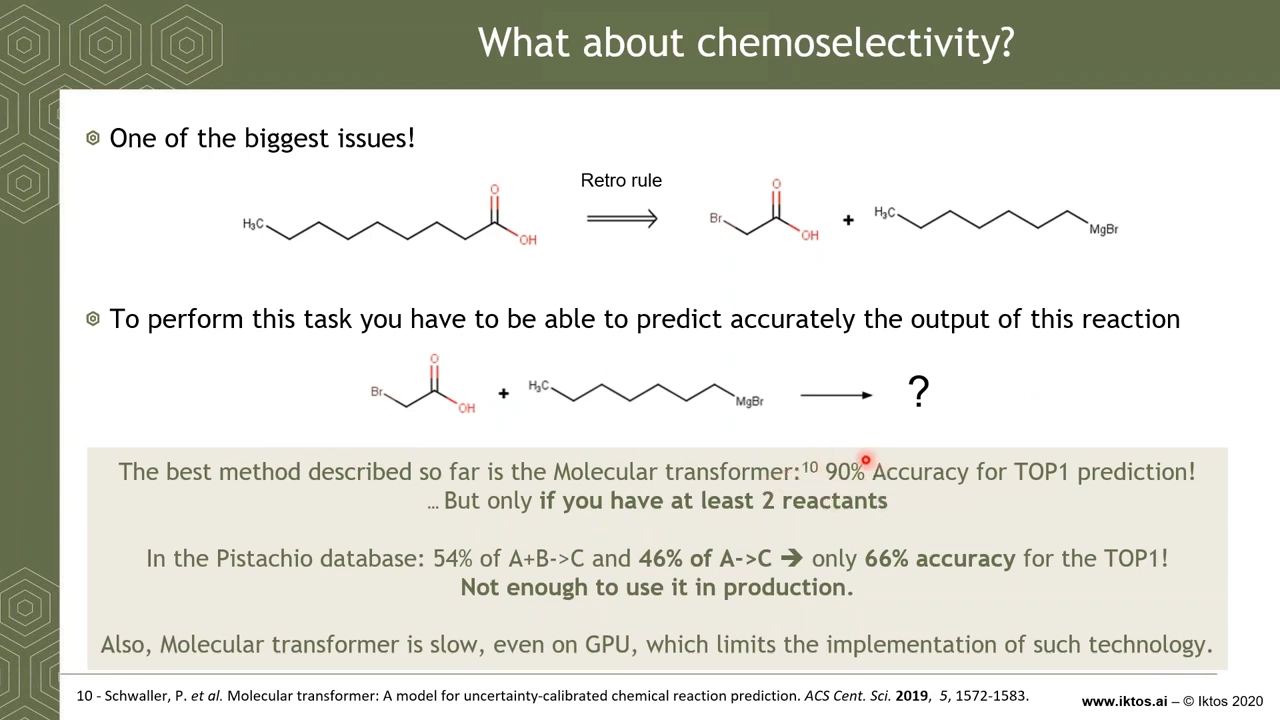 What about chemoselectivity?
One of the biggest issues!
Retro rule
H₃C O OH
Br O OH + H₃C MgBr
To perform this task you have to be able to predict accurately the output of this reaction
Br O OH + H₃C MgBr ?
The best method described so far is the Molecular transformer:¹⁰ 90% Accuracy for TOP1 prediction!
… But only if you have at least 2 reactants
In the Pistachio database: 54% of A+B->C and 46% of A->C ➔ only 66% accuracy for the TOP1!
Not enough to use it in production.
Also, Molecular transformer is slow, even on GPU, which limits the implementation of such technology.
10 - Schwaller, P. et al. Molecular transformer: A model for uncertainty-calibrated chemical reaction prediction. ACS Cent. Sci. 2019, 5, 1572-1583.
www.iktos.ai – © Iktos 2020